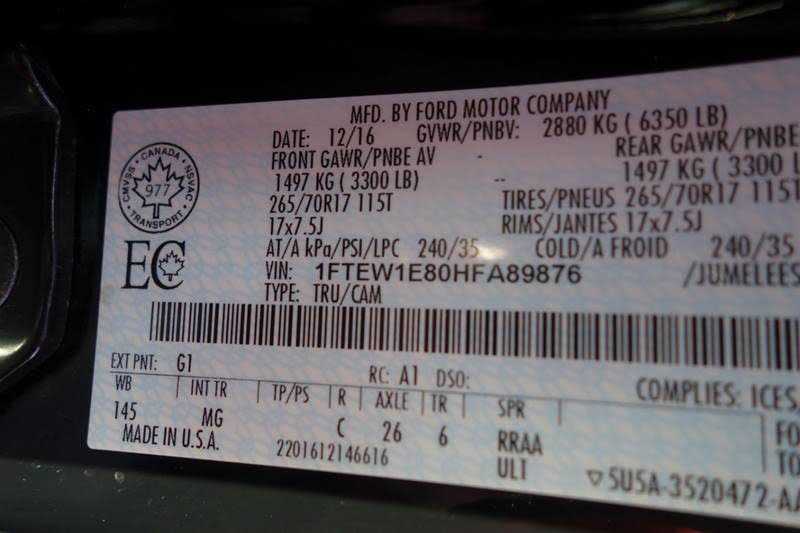 MFD. BY FORD MOTOR COMPANY
DATE: 12/16 GVWR/PNBV: 2880 KG ( 6350 LB)
FRONT GAWR/PNBE AV - REAR GAWR/PNBE
1497 KG ( 3300 LB) -- 1497 KG ( 3300
265/70R17 115T TIRES/PNEUS 265/70R17 115T
17x7.5J RIMS/JANTES 17x7.5J
AT/A kPa/PSI/LPC 240/35 COLD/A FROID 240/35
VIN: 1FTEW1E80HFA89876 /JUMELEES
TYPE: TRU/CAM
CANADA
CMVSS - NSVAC
977
TRANSPORT
EC
EXT PNT: G1 RC: A1 DSO:
WB INT TR TP/PS R AXLE TR SPR COMPLIES: ICES,
145 MG C 26 6 RRAA FO
MADE IN U.S.A. 2201612146616 ULT TO
▽5U5A-3520472-AA